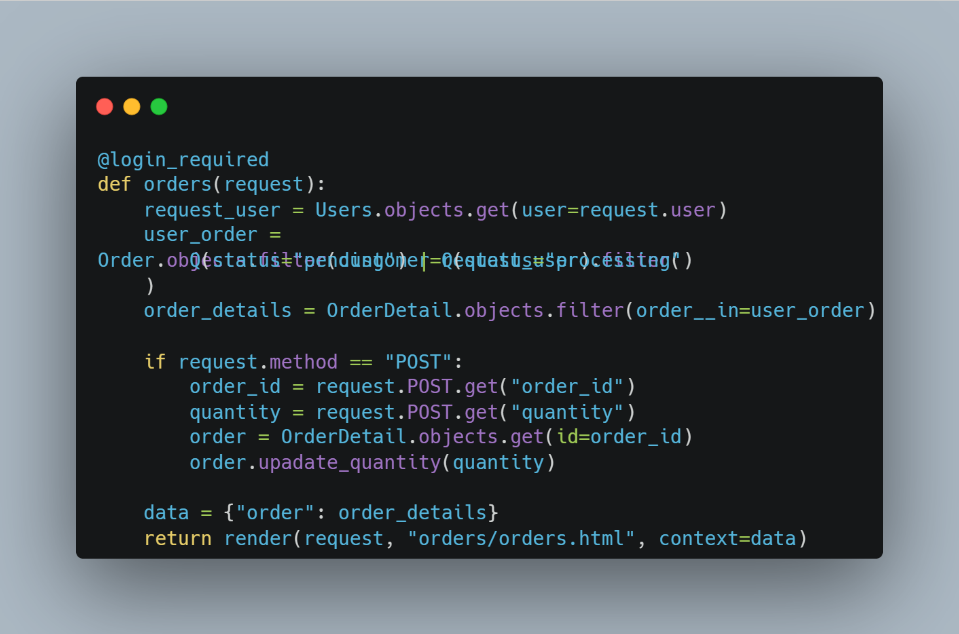 @login_required
def orders(request):
    request_user = Users.objects.get(user=request.user)
    user_order =
Order.objects.filter(customer=request_user).filter(
        Q(status="pending") | Q(status="processing")
    )
    order_details = OrderDetail.objects.filter(order__in=user_order)
    if request.method == "POST":
        order_id = request.POST.get("order_id")
        quantity = request.POST.get("quantity")
        order = OrderDetail.objects.get(id=order_id)
        order.upadate_quantity(quantity)
    data = {"order": order_details}
    return render(request, "orders/orders.html", context=data)